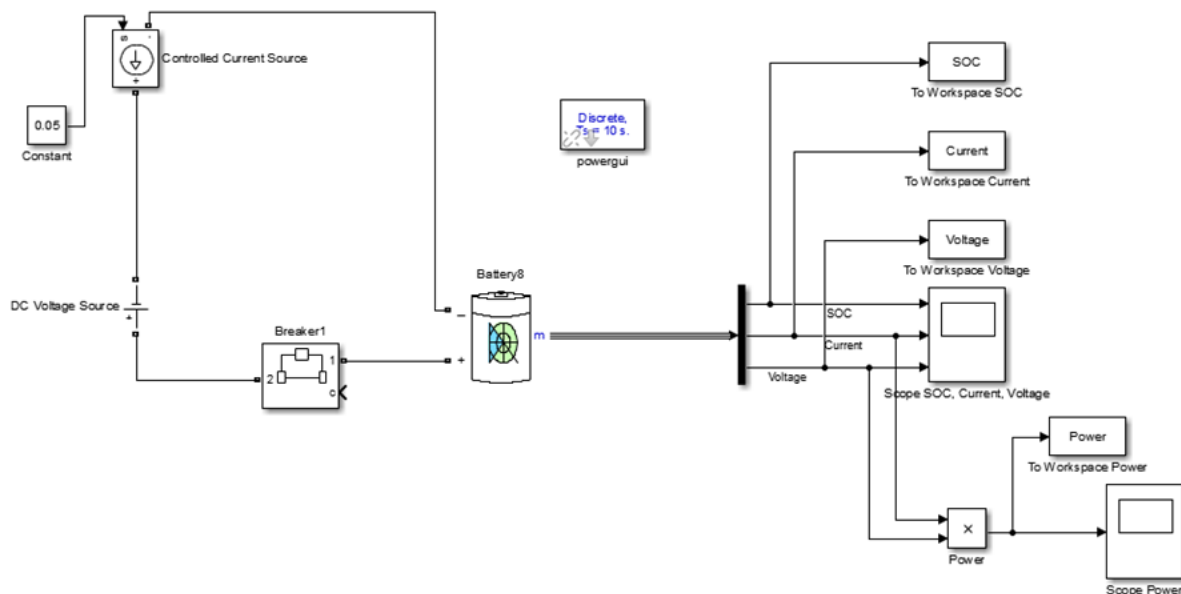 s
-
+
Controlled Current Source
0.05
Constant
Discrete,
Ts = 10 s.
powergui
SOC
To Workspace SOC
Current
To Workspace Current
Voltage
To Workspace Voltage
DC Voltage Source
+
Breaker1
2
1
c
Battery8
–
+
m
SOC
Current
Voltage
Scope SOC, Current, Voltage
Power
To Workspace Power
×
Power
Scope Power